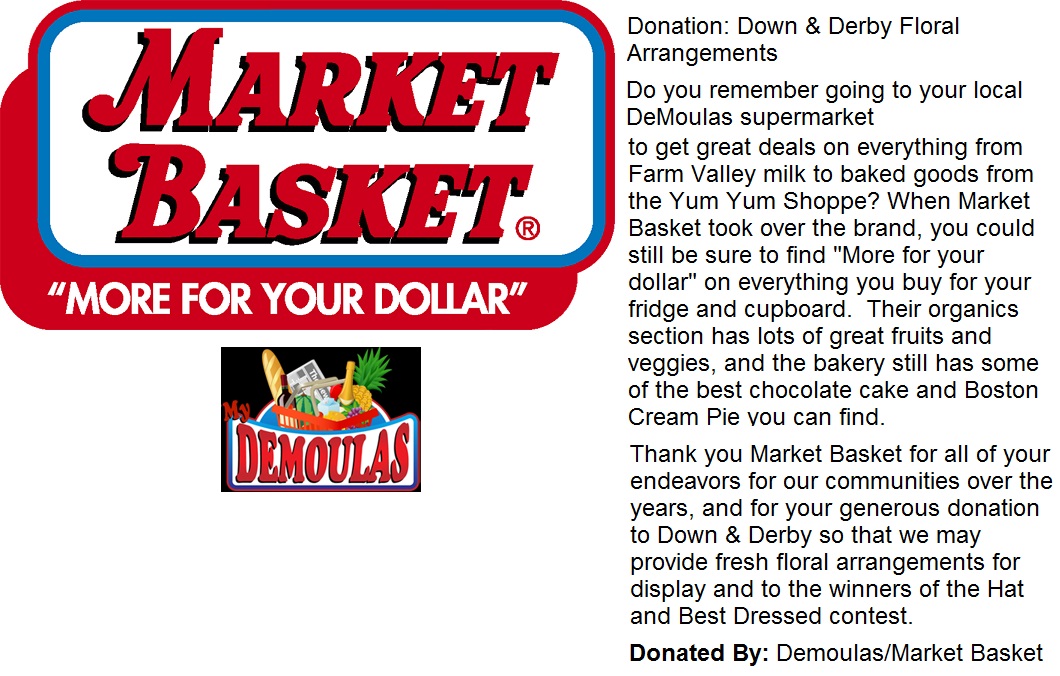 MARKET
BASKET®
“MORE FOR YOUR DOLLAR”
My
DEMOULAS
Donation: Down & Derby Floral
Arrangements
Do you remember going to your local
DeMoulas supermarket
to get great deals on everything from
Farm Valley milk to baked goods from
the Yum Yum Shoppe? When Market
Basket took over the brand, you could
still be sure to find "More for your
dollar" on everything you buy for your
fridge and cupboard.  Their organics
section has lots of great fruits and
veggies, and the bakery still has some
of the best chocolate cake and Boston
Cream Pie you can find.
Thank you Market Basket for all of your
endeavors for our communities over the
years, and for your generous donation
to Down & Derby so that we may
provide fresh floral arrangements for
display and to the winners of the Hat
and Best Dressed contest.
Donated By: Demoulas/Market Basket